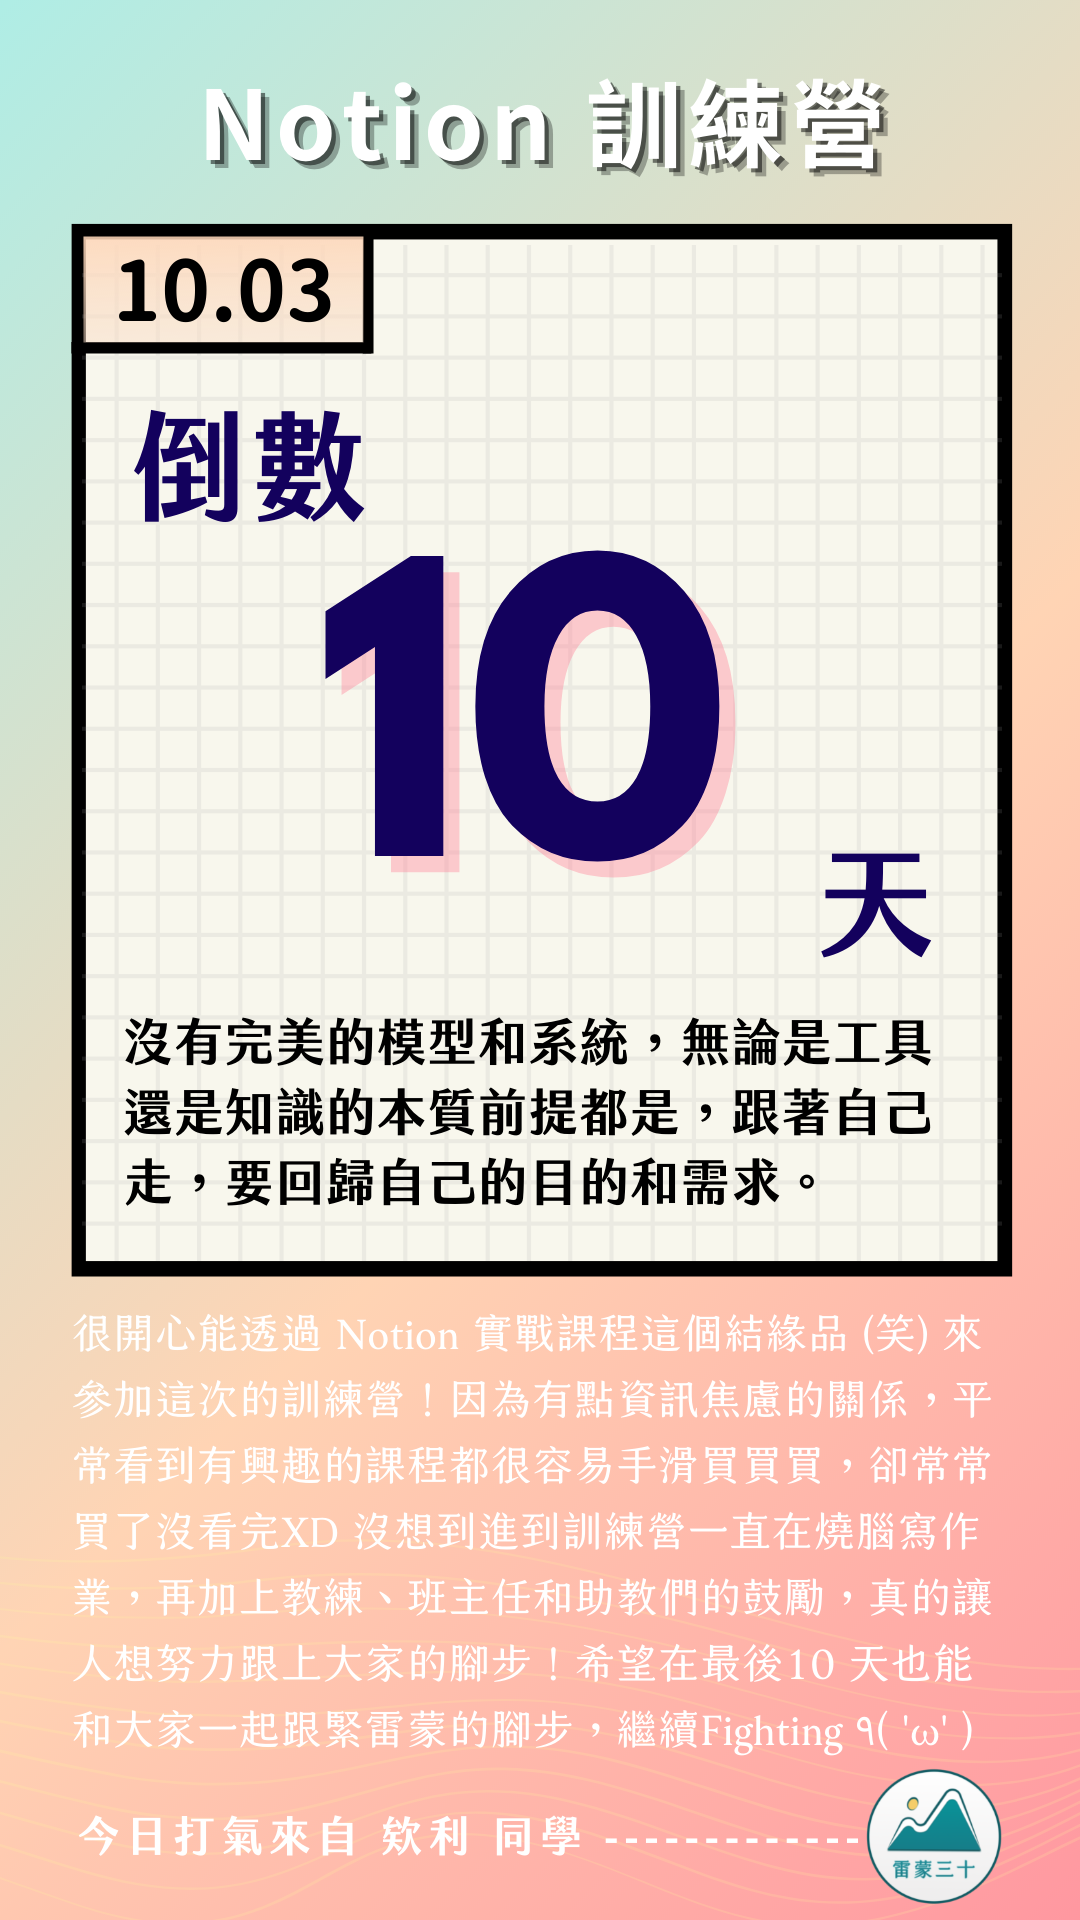 Notion 訓練營
10.03
倒數
10
天
沒有完美的模型和系統，無論是工具
還是知識的本質前提都是，跟著自己
走，要回歸自己的目的和需求。
很開心能透過 Notion 實戰課程這個結緣品 (笑) 來
參加這次的訓練營！因為有點資訊焦慮的關係，平
常看到有興趣的課程都很容易手滑買買買，卻常常
買了沒看完XD 沒想到進到訓練營一直在燒腦寫作
業，再加上教練、班主任和助教們的鼓勵，真的讓
人想努力跟上大家的腳步！希望在最後10 天也能
和大家一起跟緊雷蒙的腳步，繼續Fighting ٩( 'ω' )
今日打氣來自 欸利 同學 -------------
雷蒙三十